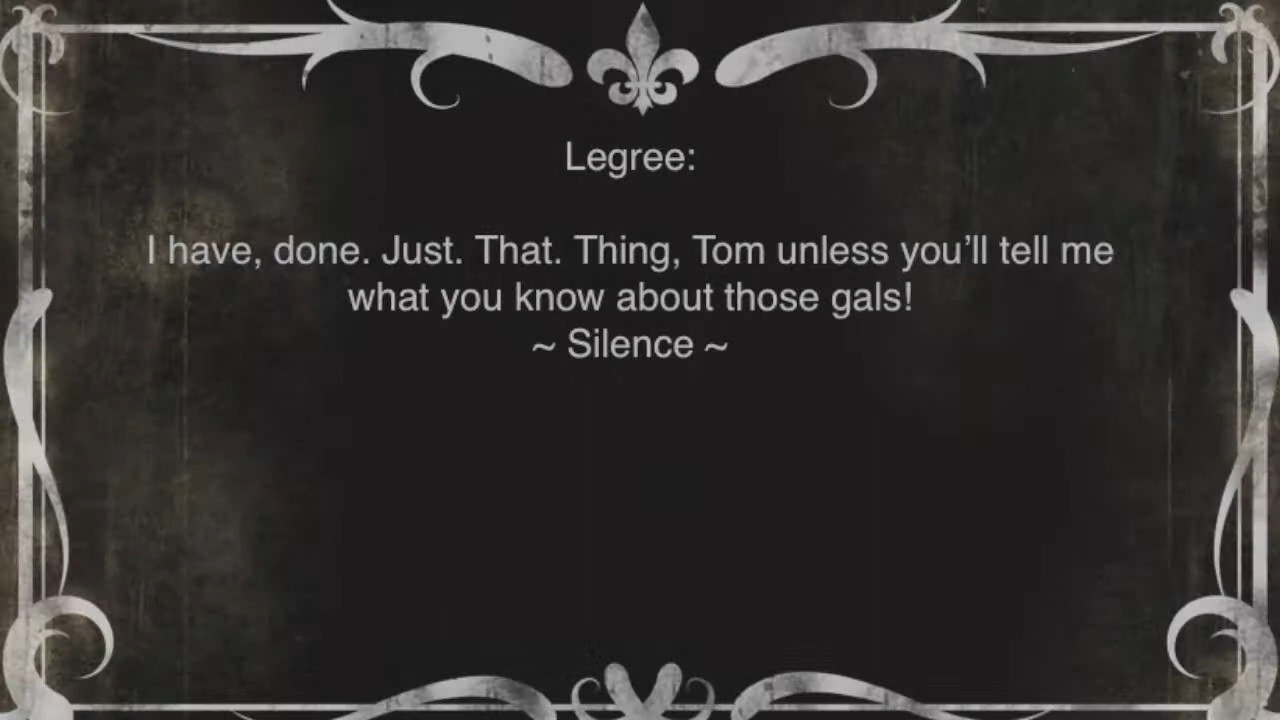 Legree:
I have, done. Just. That. Thing, Tom unless you’ll tell me
what you know about those gals!
~ Silence ~